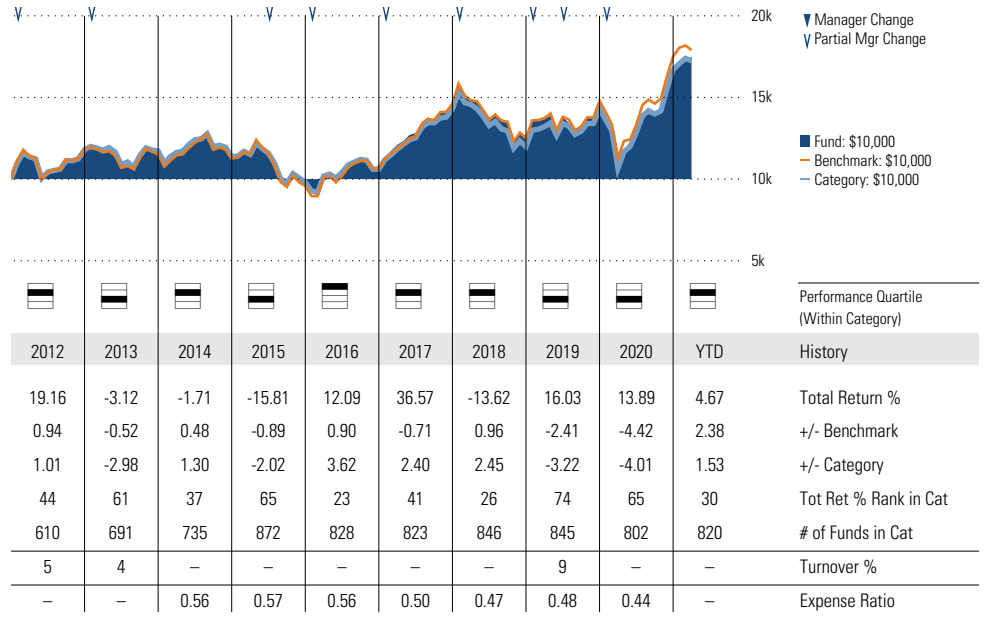 20k
Manager Change
Partial Mgr Change
15k
Fund: $10,000
Benchmark: $10,000
Category: $10,000
10k
5k
Performance Quartile
(Within Category)
2012 2013 2014 2015 2016 2017 2018 2019 2020 YTD History
19.16 -3.12 -1.71 -15.81 12.09 36.57 -13.62 16.03 13.89 4.67 Total Return %
0.94 -0.52 0.48 -0.89 0.90 -0.71 0.96 -2.41 -4.42 2.38 +/- Benchmark
1.01 -2.98 1.30 -2.02 3.62 2.40 2.45 -3.22 -4.01 1.53 +/- Category
44 61 37 65 23 41 26 74 65 30 Tot Ret % Rank in Cat
610 691 735 872 828 823 846 845 802 820 # of Funds in Cat
5 4 – – – – – 9 – – Turnover %
– – 0.56 0.57 0.56 0.50 0.47 0.48 0.44 – Expense Ratio